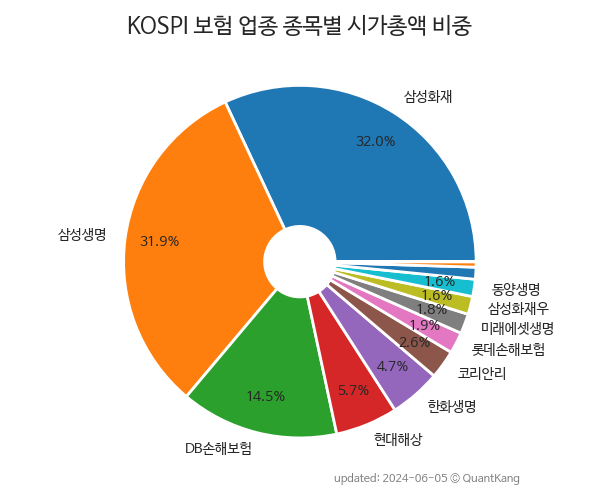 KOSPI 보험 업종 종목별 시가총액 비중
삼성화재
32.0%
삼성생명
31.9%
DB손해보험
14.5%
현대해상
5.7%
한화생명
4.7%
코리안리
2.6%
롯데손해보험
1.9%
미래에셋생명
1.8%
삼성화재우
1.6%
동양생명
1.6%
updated: 2024-06-05 © QuantKang